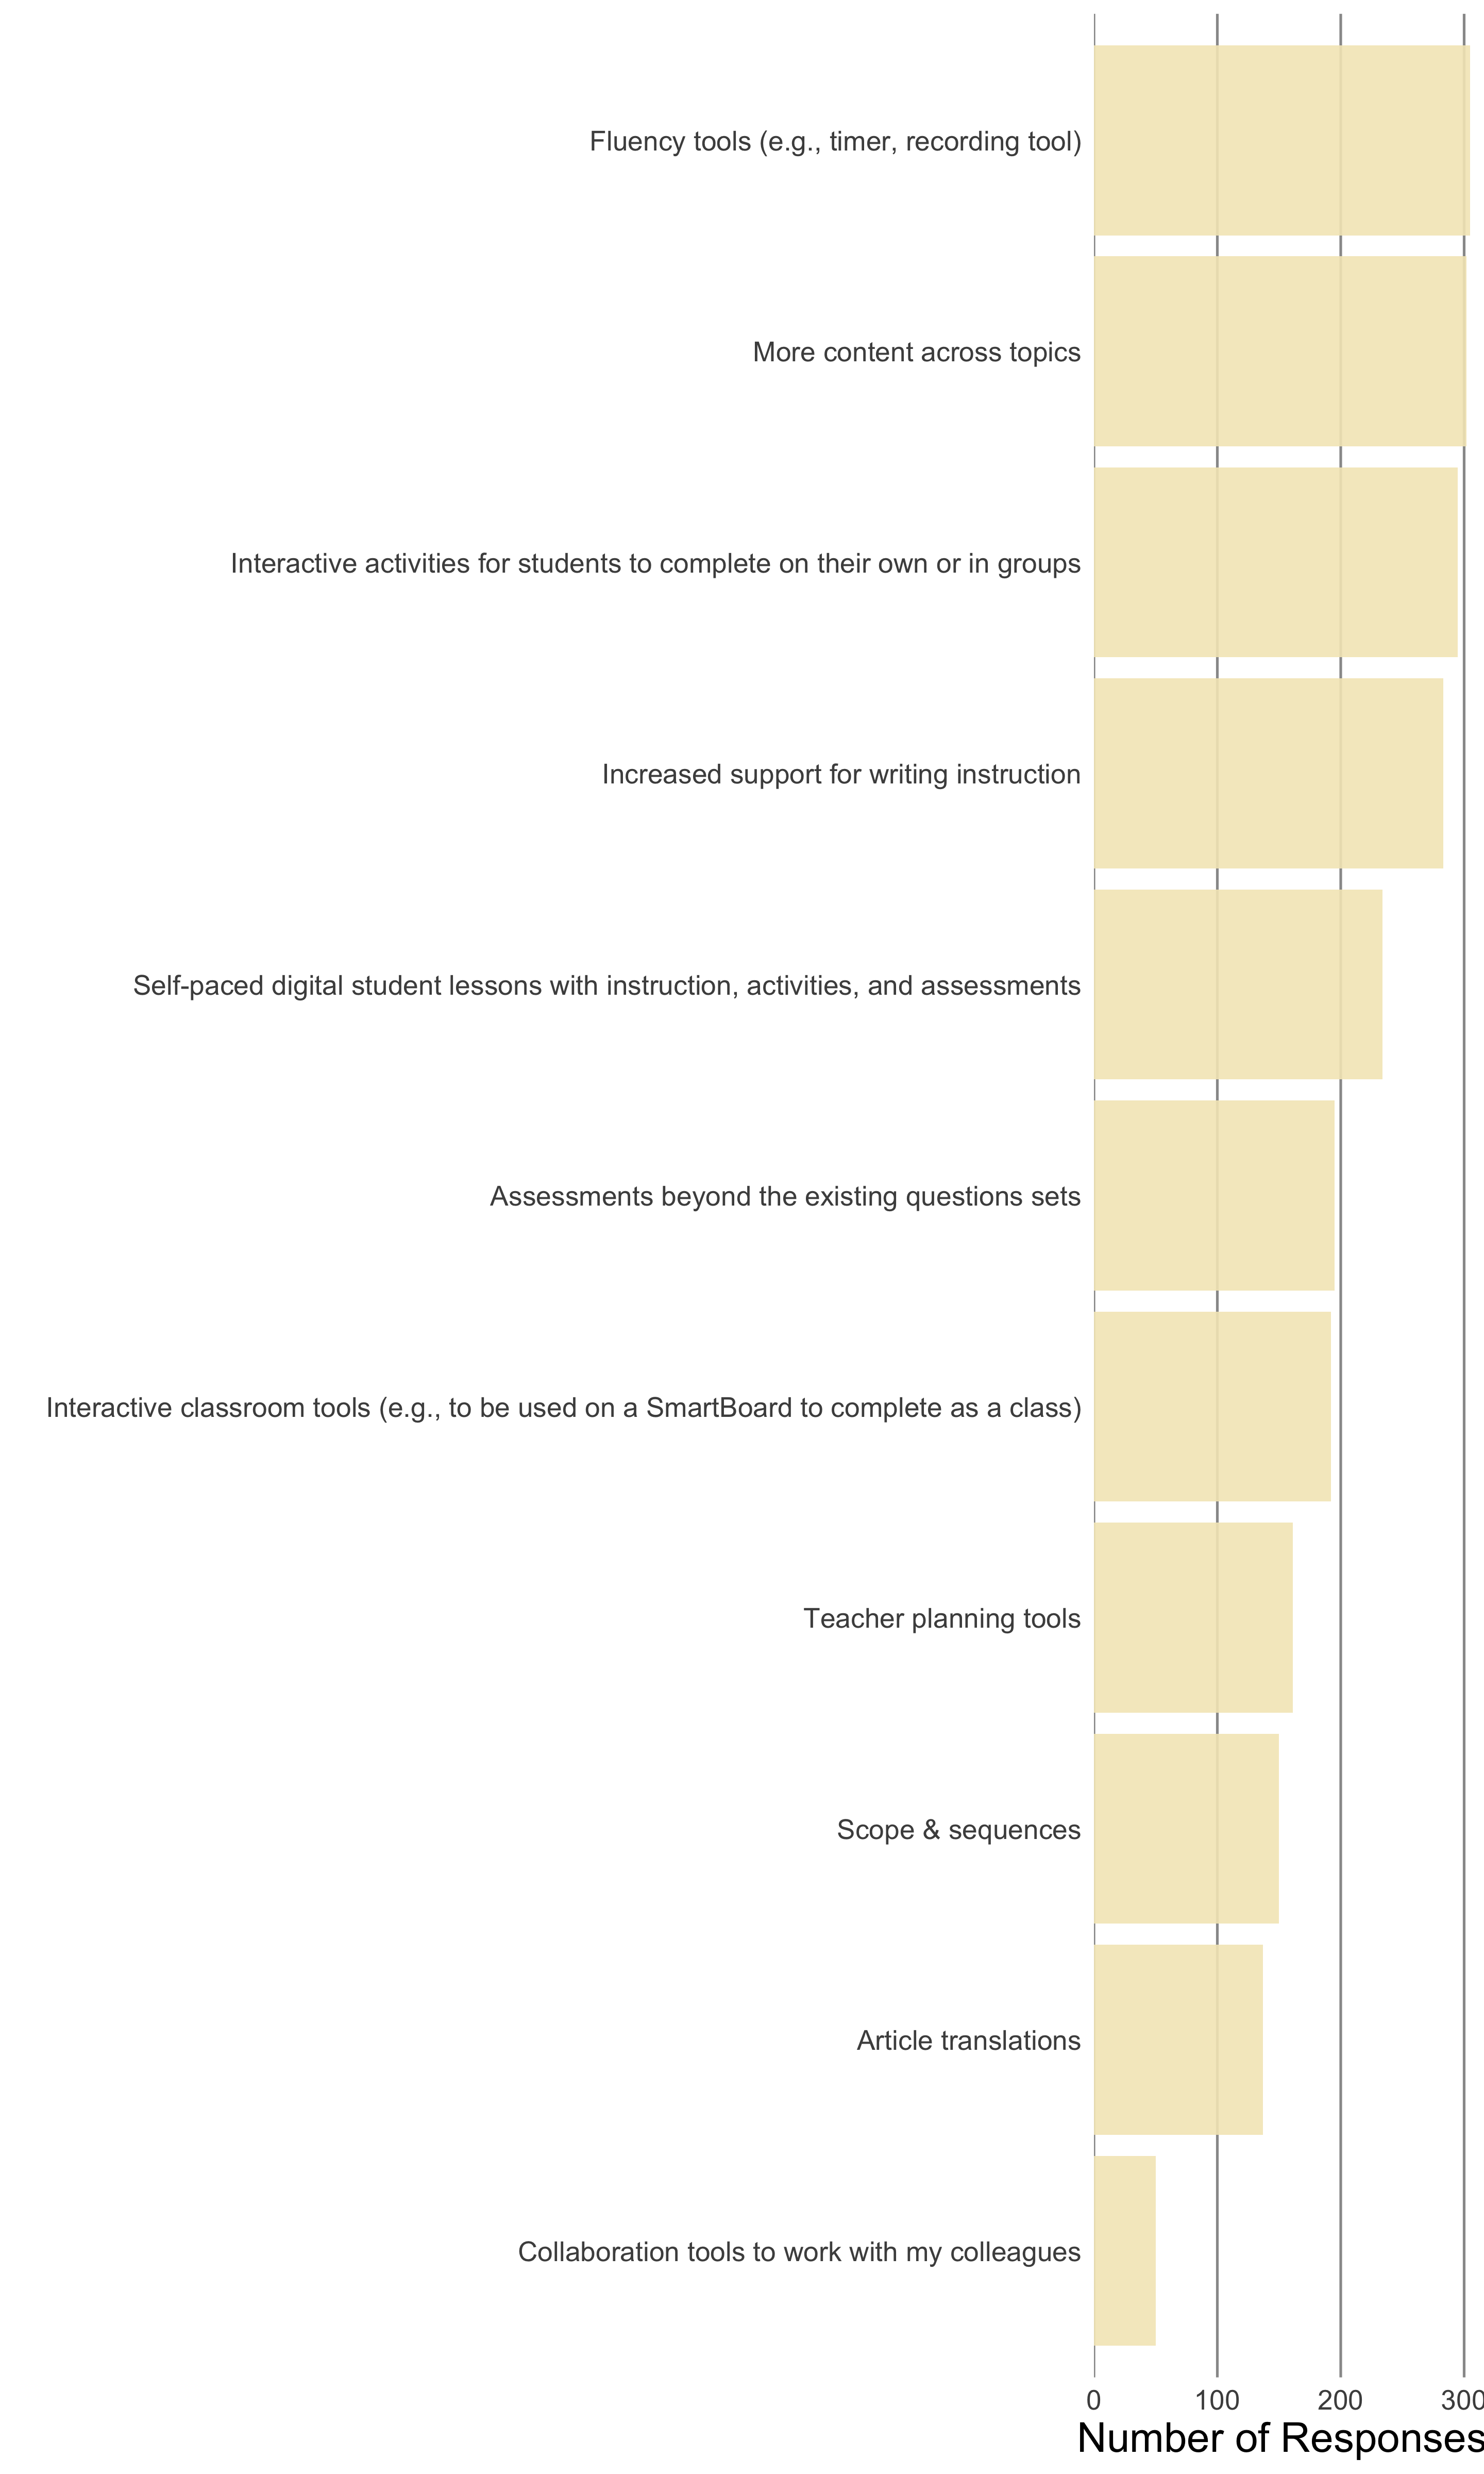 Fluency tools (e.g., timer, recording tool)
More content across topics
Interactive activities for students to complete on their own or in groups
Increased support for writing instruction
Self-paced digital student lessons with instruction, activities, and assessments
Assessments beyond the existing questions sets
Interactive classroom tools (e.g., to be used on a SmartBoard to complete as a class)
Teacher planning tools
Scope & sequences
Article translations
Collaboration tools to work with my colleagues
0 100 200 300
Number of Responses